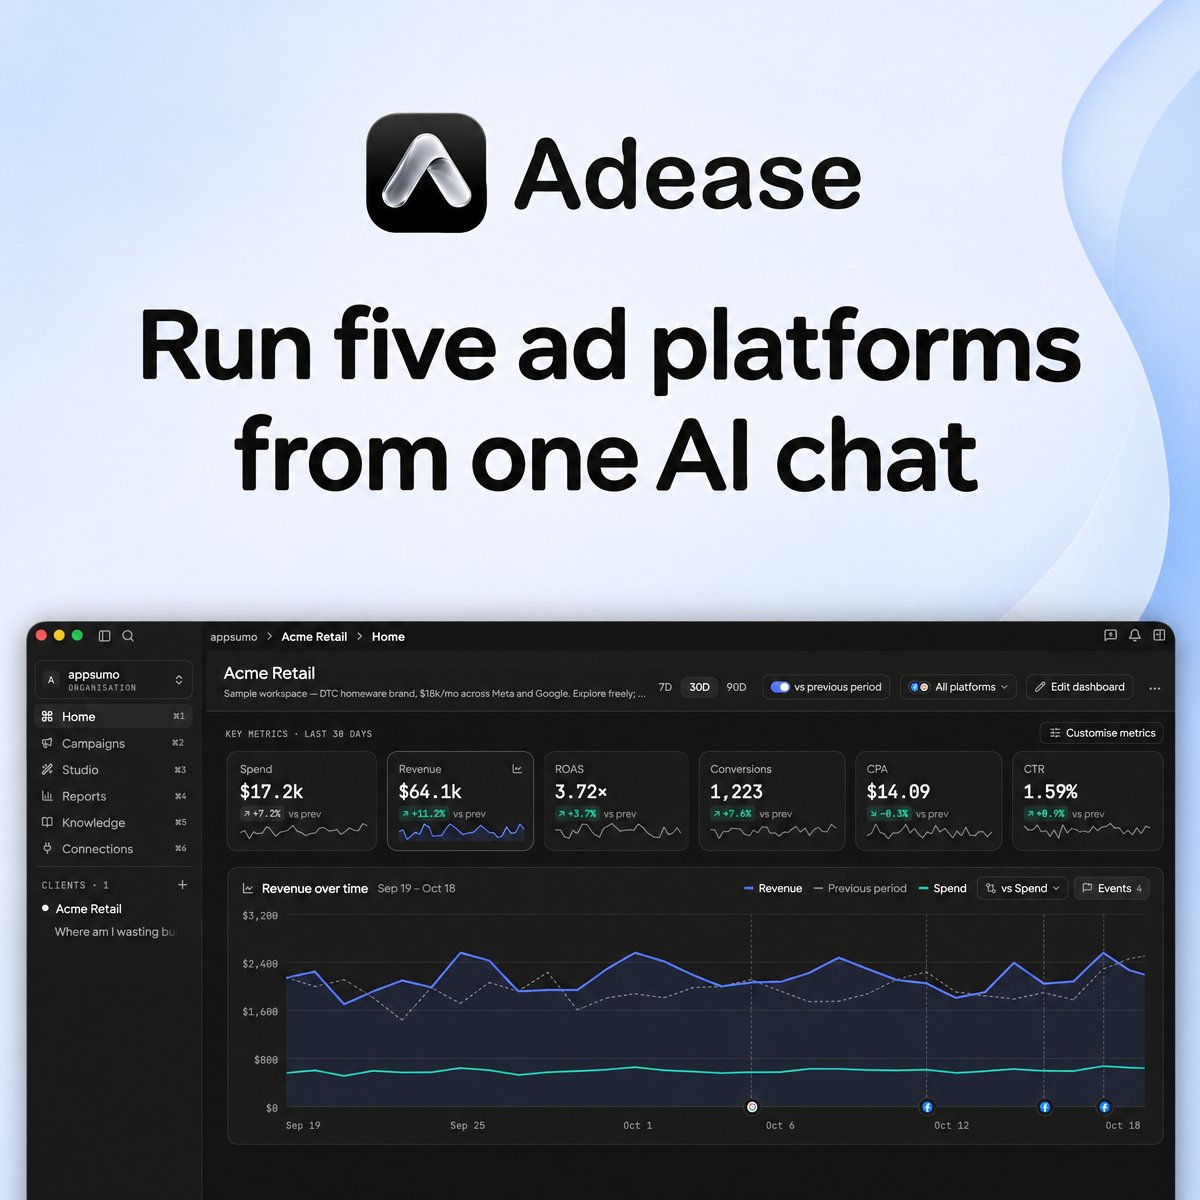 Adease
Run five ad platforms
from one AI chat
appsumo > Acme Retail > Home
A appsumo
ORGANISATION
Home ⌘1
Campaigns ⌘2
Studio ⌘3
Reports ⌘4
Knowledge ⌘5
Connections ⌘6
CLIENTS · 1 +
Acme Retail
Where am I wasting bu
Acme Retail
Sample workspace — DTC homeware brand, $18k/mo across Meta and Google. Explore freely; ...
7D 30D 90D vs previous period All platforms Edit dashboard ...
KEY METRICS · LAST 30 DAYS
Customise metrics
Spend
$17.2k
↗ +7.2% vs prev
Revenue
$64.1k
↗ +11.2% vs prev
ROAS
3.72×
↗ +3.7% vs prev
Conversions
1,223
↗ +7.6% vs prev
CPA
$14.09
↘ -0.3% vs prev
CTR
1.59%
↗ +0.9% vs prev
Revenue over time Sep 19 – Oct 18
Revenue Previous period Spend vs Spend Events 4
$3,200
$2,400
$1,600
$800
$0
Sep 19 Sep 25 Oct 1 Oct 6 Oct 12 Oct 18